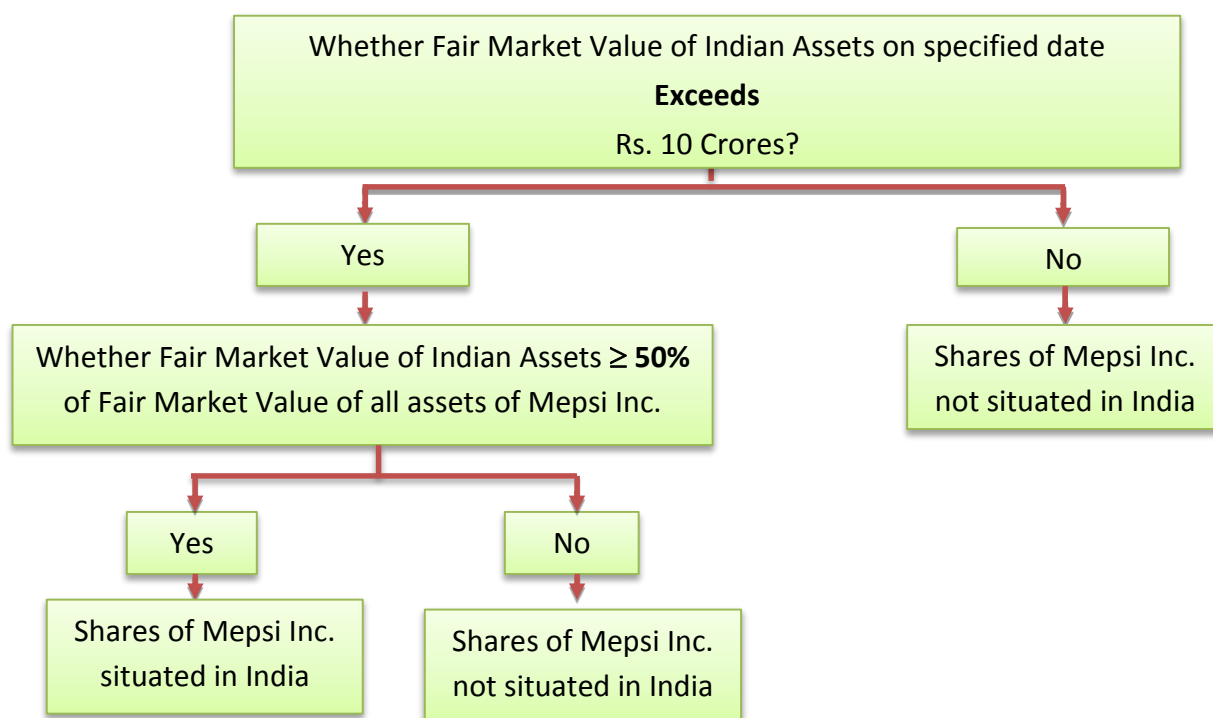 Whether Fair Market Value of Indian Assets on specified date
Exceeds
Rs. 10 Crores?
Yes
No
Whether Fair Market Value of Indian Assets ≥ 50%
of Fair Market Value of all assets of Mepsi Inc.
Shares of Mepsi Inc.
not situated in India
Yes
No
Shares of Mepsi Inc.
situated in India
Shares of Mepsi Inc.
not situated in India